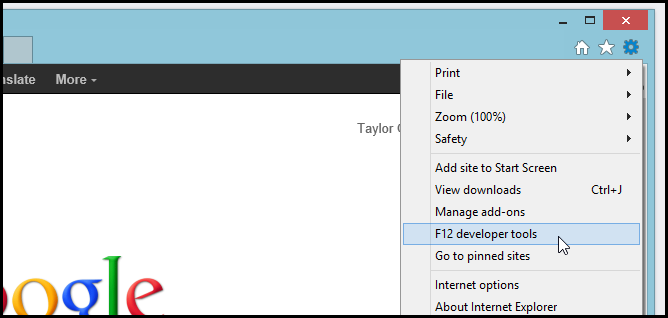 nslate More
Taylor
Print
File
Zoom (100%)
Safety
Add site to Start Screen
View downloads Ctrl+J
Manage add-ons
F12 developer tools
Go to pinned sites
Internet options
About Internet Explorer
oogle